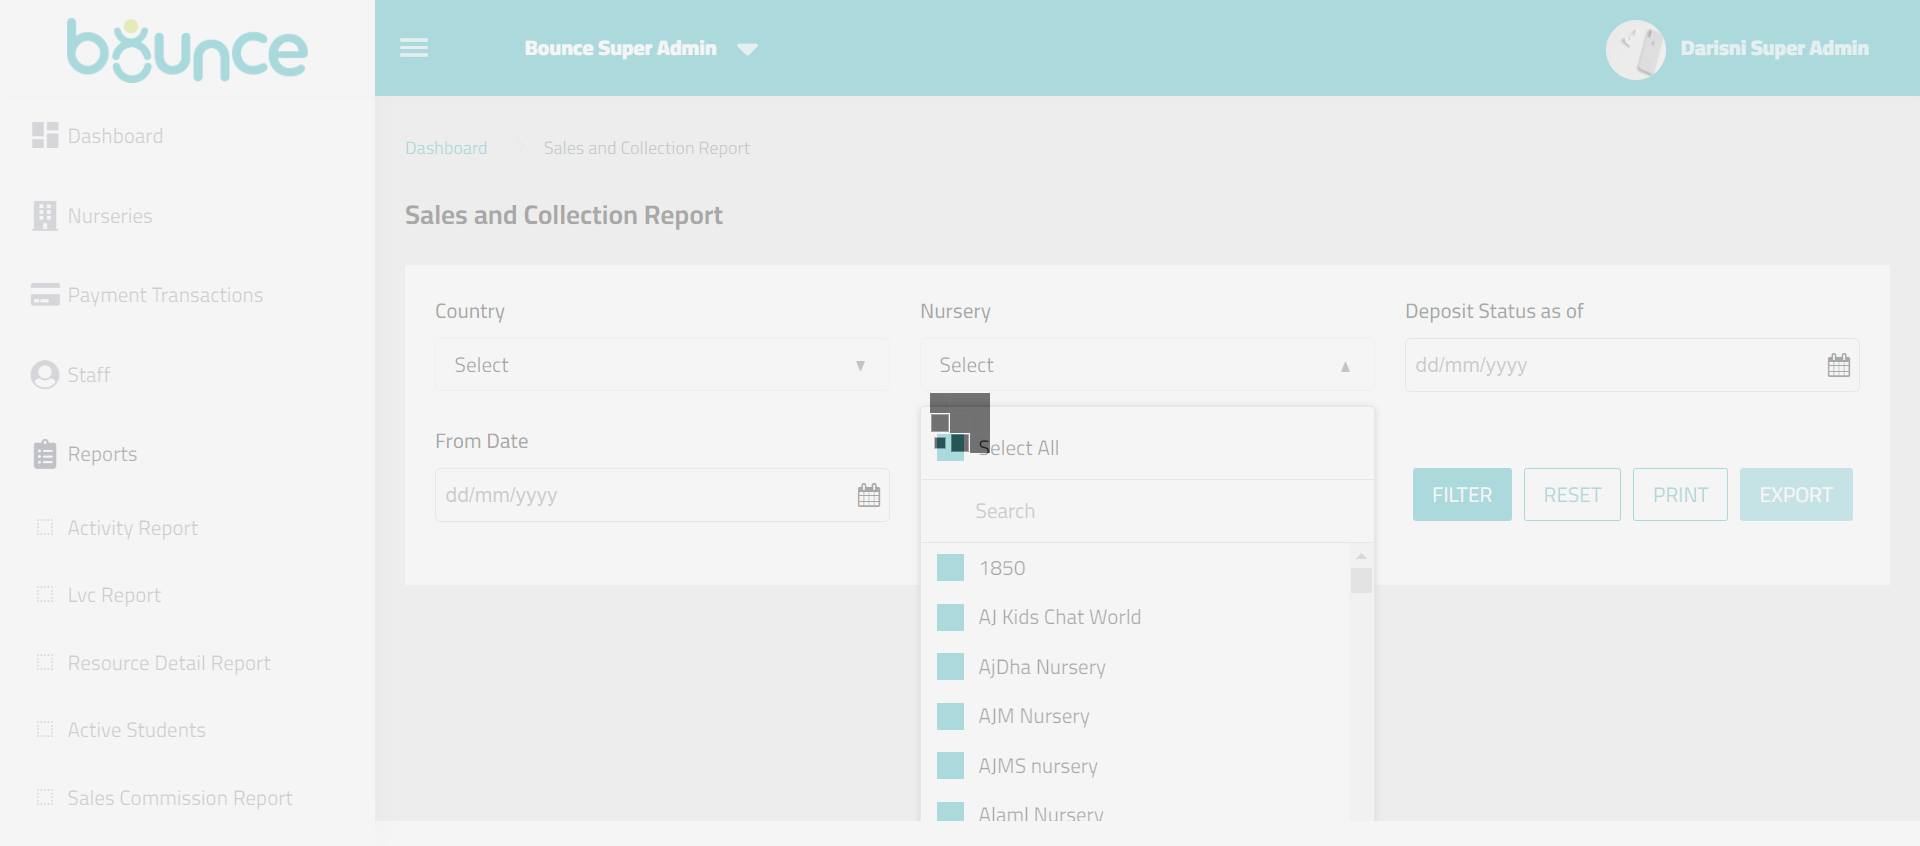 bounce
Bounce Super Admin
Darisni Super Admin
Dashboard
Nurseries
Payment Transactions
Staff
Reports
Activity Report
Lvc Report
Resource Detail Report
Active Students
Sales Commission Report
Dashboard
Sales and Collection Report
Sales and Collection Report
Country
Select
Nursery
Select
Deposit Status as of
dd/mm/yyyy
From Date
dd/mm/yyyy
Select All
Search
1850
AJ Kids Chat World
AjDha Nursery
AJM Nursery
AJMS nursery
Alaml Nursery
FILTER
RESET
PRINT
EXPORT